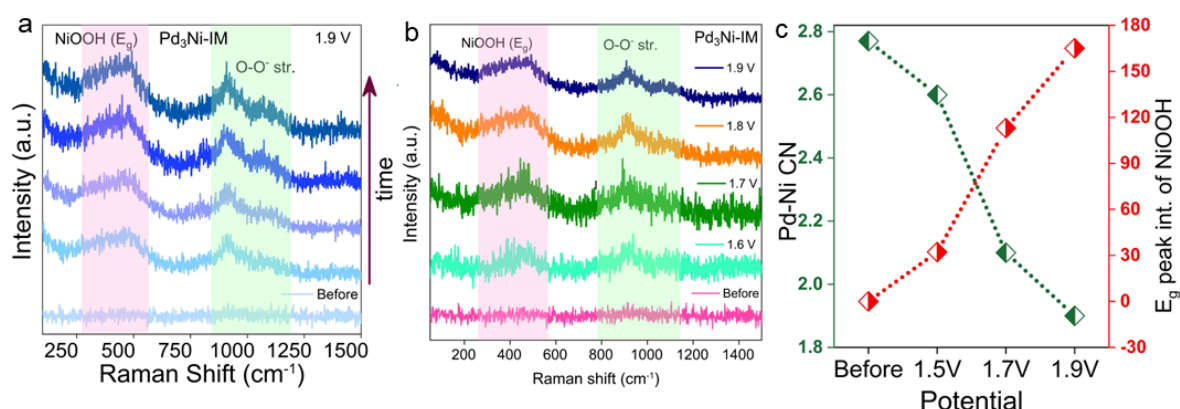 a
NiOOH (Eg)
Pd₃Ni-IM
1.9 V
O-O⁻ str.
Before
time
Intensity (a.u.)
250 500 750 1000 1250 1500
Raman Shift (cm⁻¹)
b
NiOOH (Eg)
O-O⁻ str.
Pd₃Ni-IM
1.9 V
1.8 V
1.7 V
1.6 V
Before
Intensity (a.u.)
200 400 600 800 1000 1200 1400
Raman shift (cm⁻¹)
c
2.8
2.6
2.4
2.2
2.0
1.8
Pd-Ni CN
180
150
120
90
60
30
0
-30
Eg peak int. of NiOOH
Before 1.5V 1.7V 1.9V
Potential